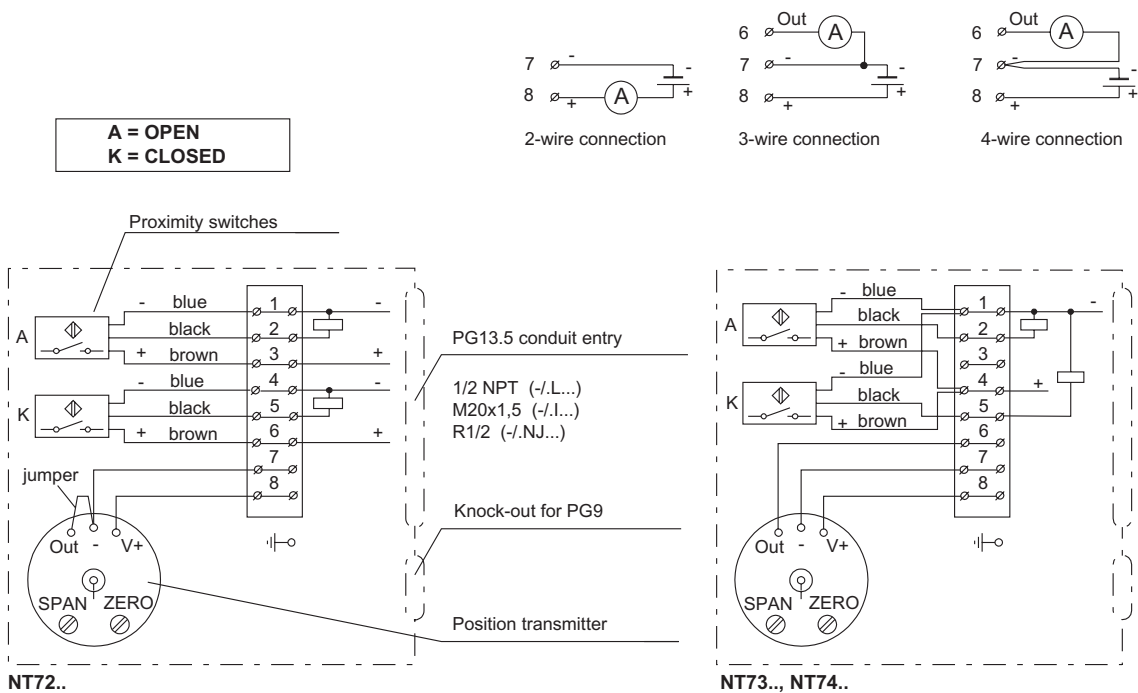 6 Out A
7 -
-
8 + A +
2-wire connection
6 Out A
7 -
-
8 + +
3-wire connection
6 Out A
7 -
-
8 + +
4-wire connection
A = OPEN
K = CLOSED
Proximity switches
A
- blue 1 -
black 2
+ brown 3 +
K
- blue 4 -
black 5
+ brown 6 +
7
8
jumper
Out - V+
SPAN ZERO
PG13.5 conduit entry
1/2 NPT (-/.L...)
M20x1,5 (-/.I...)
R1/2 (-/.NJ...)
Knock-out for PG9
Position transmitter
NT72..
A
- blue 1 -
black 2
+ brown 3
K
- blue 4 +
black 5
+ brown 6
7
8
Out - V+
SPAN ZERO
NT73.., NT74..